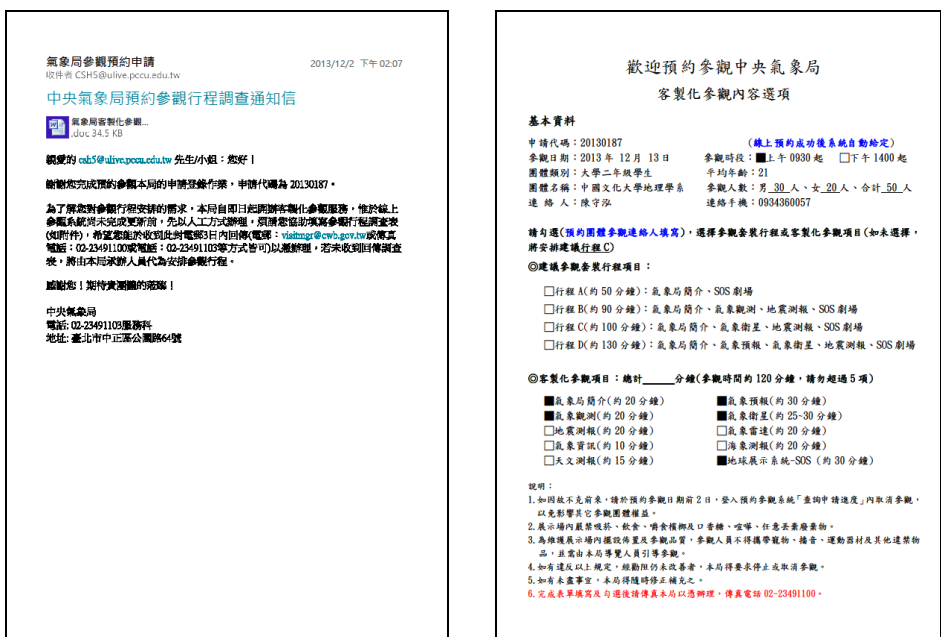 氣象局參觀預約申請
2013/12/2 下午 02:07
收件者 CSH5@ulive.pccu.edu.tw
中央氣象局預約參觀行程調查通知信
氣象局客製化參觀...
.doc 34.5 KB
親愛的 csh5@ulive.pccu.edu.tw 先生/小姐：您好！
謝謝您完成預約參觀本局的申請登錄作業，申請代碼為 20130187。
為了解您對參觀行程安排的需求，本局自即日起開辦客製化參觀服務，惟於線上
參觀系統尚未完成更新前，先以人工方式辦理，煩請您協助填寫參觀行程調查表
(如附件)，希望您能於收到此封電郵3日內回傳(電郵：visitmgr@cwb.gov.tw或傳真
電話：02-23491100或電話：02-23491103等方式皆可)以憑辦理，若未收到回傳調查
表，將由本局承辦人員代為安排參觀行程。
感謝您！期待貴團體的蒞臨！
中央氣象局
電話: 02-23491103服務科
地址: 臺北市中正區公園路64號
歡迎預約參觀中央氣象局
客製化參觀內容選項
基本資料
申請代碼：20130187 (線上預約成功後系統自動給定)
參觀日期：2013 年 12 月 13 日 參觀時段：■上午 0930 起 □下午 1400 起
團體類別：大學二年級學生 平均年齡：21
團體名稱：中國文化大學地理學系 參觀人數：男 30 人、女 20 人、合計 50 人
連 絡 人：陳守泓 連絡手機：0934360057
請勾選(預約團體參觀連絡人填寫)，選擇參觀套裝行程或客製化參觀項目(如未選擇，
將安排建議行程 C)
◎建議參觀套裝行程項目：
□行程 A(約 50 分鐘)：氣象局簡介、SOS 劇場
□行程 B(約 90 分鐘)：氣象局簡介、氣象觀測、地震測報、SOS 劇場
□行程 C(約 100 分鐘)：氣象局簡介、氣象衛星、地震測報、SOS 劇場
□行程 D(約 130 分鐘)：氣象局簡介、氣象預報、氣象衛星、地震測報、SOS 劇場
◎客製化參觀項目：總計______分鐘(參觀時間約 120 分鐘，請勿超過 5 項)
■氣象局簡介(約 20 分鐘) ■氣象預報(約 30 分鐘)
■氣象觀測(約 20 分鐘) ■氣象衛星(約 25~30 分鐘)
□地震測報(約 20 分鐘) □氣象雷達(約 20 分鐘)
□氣象資訊(約 10 分鐘) □海象測報(約 20 分鐘)
□天文測報(約 15 分鐘) ■地球展示系統-SOS (約 30 分鐘)
說明：
1.如因故不克前來，請於預約參觀日期前 2 日，登入預約參觀系統「查詢申請進度」內取消參觀，
以免影響其它參觀團體權益。
2.展示場內嚴禁吸菸、飲食、嚼食檳榔及口香糖、喧嘩、任意丟棄廢棄物。
3.為維護展示場內擺設佈置及參觀品質，參觀人員不得攜帶寵物、播音、運動器材及其他違禁物
品，並需由本局導覽人員引導參觀。
4.如有違反以上規定，經勸阻仍未改善者，本局得要求停止或取消參觀。
5.如有未盡事宜，本局得隨時修正補充之。
6.完成表單填寫及勾選後請傳真本局以憑辦理，傳真電話 02-23491100。